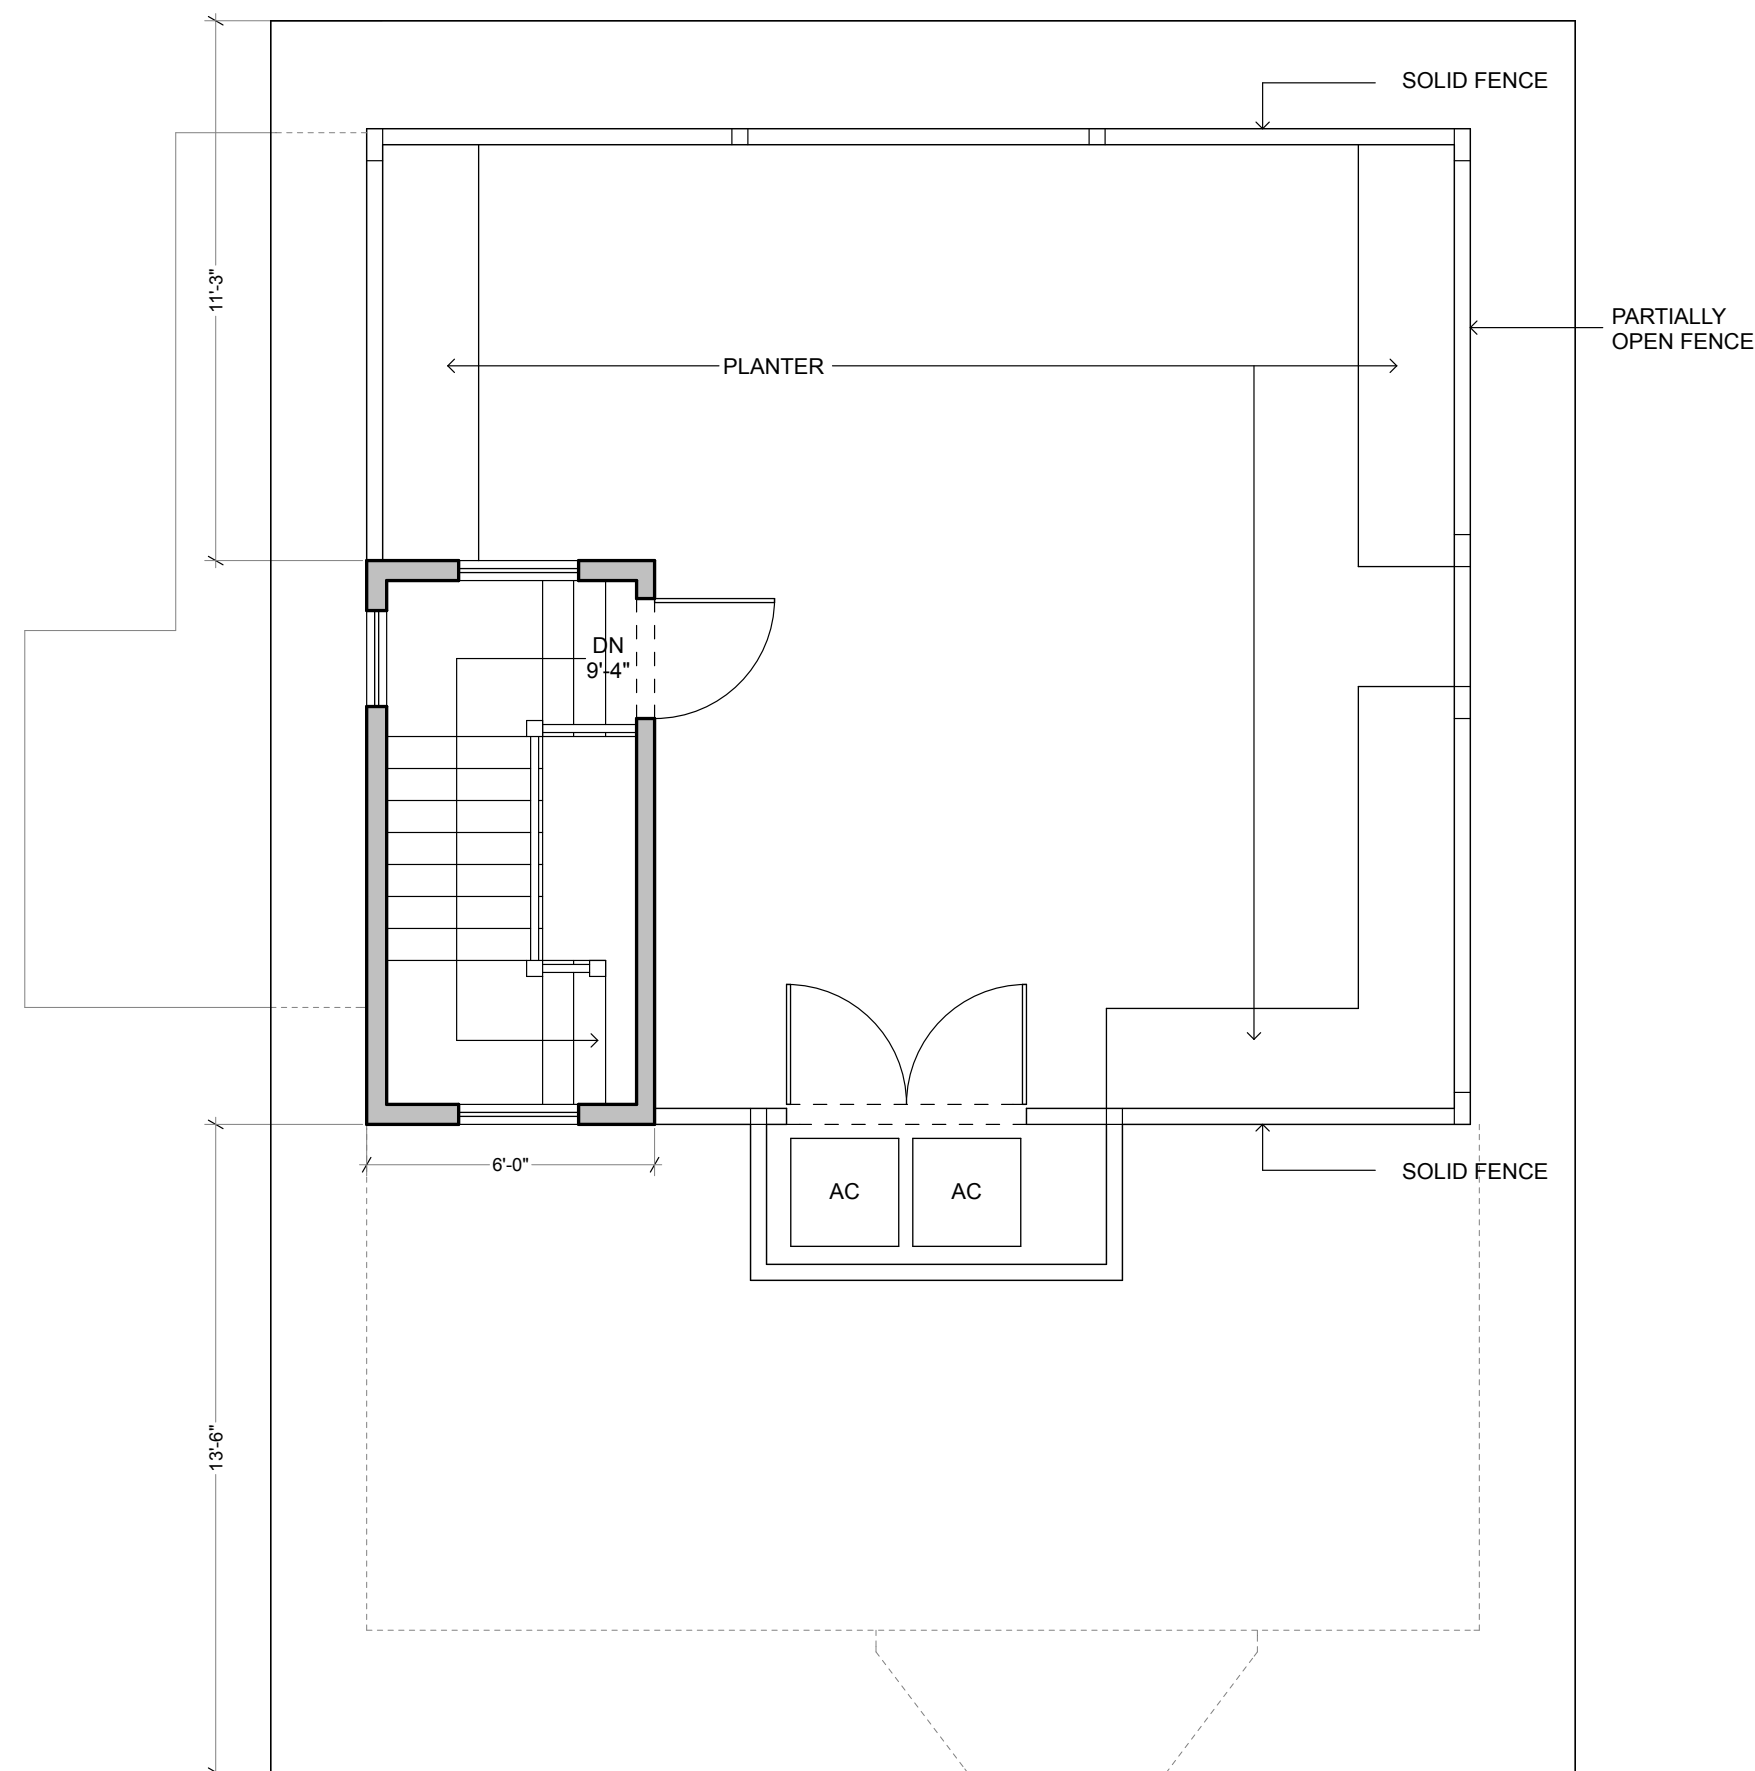 SOLID FENCE
11'-3"
PARTIALLY
OPEN FENCE
PLANTER
DN
9'-4"
6'-0"
AC
AC
SOLID FENCE
13'-6"